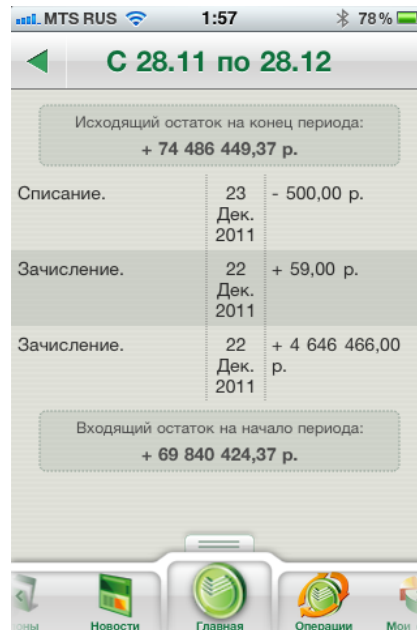 MTS RUS 1:57 78%
С 28.11 по 28.12
Исходящий остаток на конец периода:
+ 74 486 449,37 р.
Списание. 23 - 500,00 р.
Дек.
2011
Зачисление. 22 + 59,00 р.
Дек.
2011
Зачисление. 22 + 4 646 466,00
Дек. р.
2011
Входящий остаток на начало периода:
+ 69 840 424,37 р.
Новости Главная Операции Мои